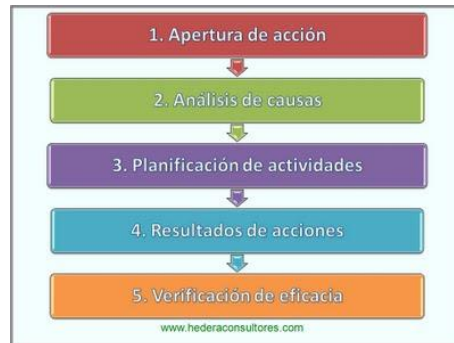 1. Apertura de acción
2. Análisis de causas
3. Planificación de actividades
4. Resultados de acciones
5. Verificación de eficacia
www.hederaconsultores.com